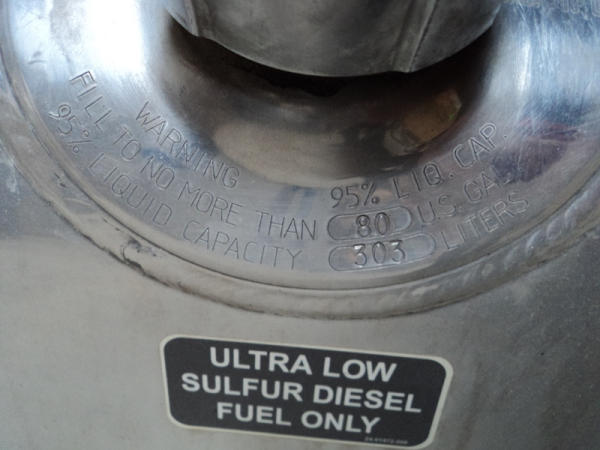 WARNING
FILL TO NO MORE THAN
95% LIQUID CAPACITY
95% LIQ. CAP.
80 U.S. GAL.
303 LITERS
ULTRA LOW
SULFUR DIESEL
FUEL ONLY